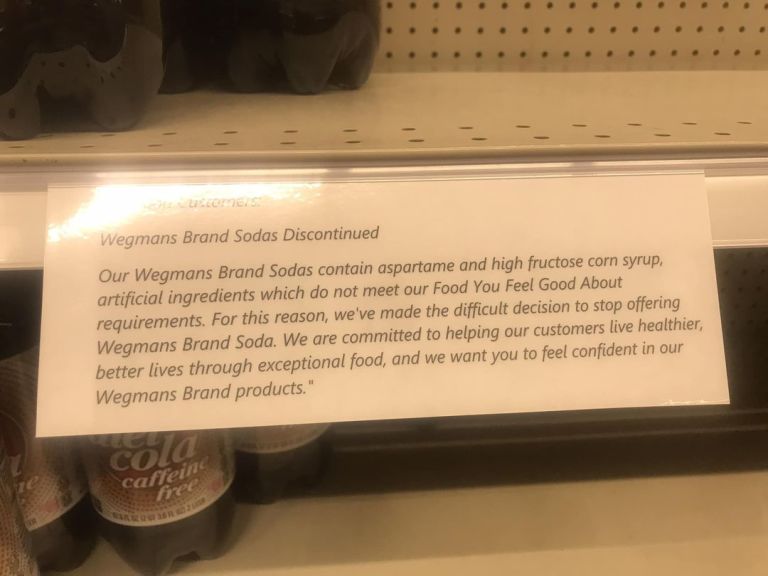 Customers:
Wegmans Brand Sodas Discontinued
Our Wegmans Brand Sodas contain aspartame and high fructose corn syrup,
artificial ingredients which do not meet our Food You Feel Good About
requirements. For this reason, we've made the difficult decision to stop offering
Wegmans Brand Soda. We are committed to helping our customers live healthier,
better lives through exceptional food, and we want you to feel confident in our
Wegmans Brand products."
diet
cola
caffeine
free